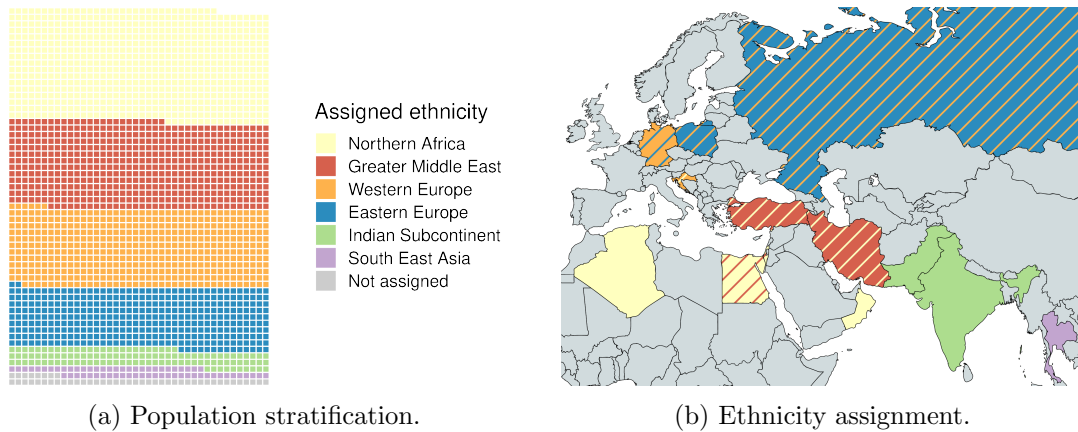 Assigned ethnicity
Northern Africa
Greater Middle East
Western Europe
Eastern Europe
Indian Subcontinent
South East Asia
Not assigned
(a) Population stratification.
(b) Ethnicity assignment.